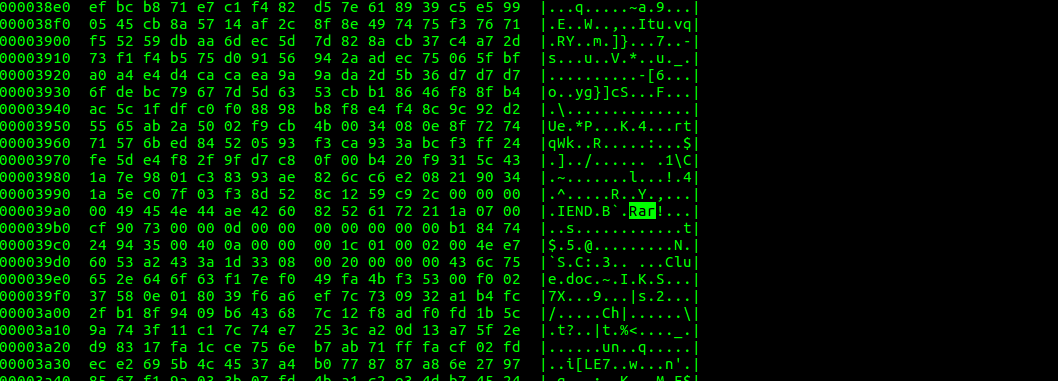 000038e0  ef bc b8 71 e7 c1 f4 82  d5 7e 61 89 39 c5 e5 99  |...q.....~a.9...|
000038f0  05 45 cb 8a 57 14 af 2c  8f 8e 49 74 75 f3 76 71  |.E..W..,..Itu.vq|
00003900  f5 52 59 db aa 6d ec 5d  7d 82 8a cb 37 c4 a7 2d  |.RY..m.]}...7..-|
00003910  73 f1 f4 b5 75 d0 91 56  94 2a ad ec 75 06 5f bf  |s...u..V.*..u._.|
00003920  a0 a4 e4 d4 ca ca ea 9a  9a da 2d 5b 36 d7 d7 d7  |..........-[6...|
00003930  6f de bc 79 67 7d 5d 63  53 cb b1 86 46 f8 8f b4  |o..yg}]cS...F...|
00003940  ac 5c 1f df c0 f0 88 98  b8 f8 e4 f4 8c 9c 92 d2  |.\..............|
00003950  55 65 ab 2a 50 02 f9 cb  4b 00 34 08 0e 8f 72 74  |Ue.*P...K.4...rt|
00003960  71 57 6b ed 84 52 05 93  f3 ca 93 3a bc f3 ff 24  |qWk..R.....:...$|
00003970  fe 5d e4 f8 2f 9f d7 c8  0f 00 b4 20 f9 31 5c 43  |.]../...... .1\C|
00003980  1a 7e 98 01 c3 83 93 ae  82 6c c6 e2 08 21 90 34  |.~.......l...!.4|
00003990  1a 5e c0 7f 03 f3 8d 52  8c 12 59 c9 2c 00 00 00  |.^.....R..Y.,...|
000039a0  00 49 45 4e 44 ae 42 60  82 52 61 72 21 1a 07 00  |.IEND.B`.Rar!...|
000039b0  cf 90 73 00 00 0d 00 00  00 00 00 00 00 b1 84 74  |..s............t|
000039c0  24 94 35 00 40 0a 00 00  00 1c 01 00 02 00 4e e7  |$.5.@.........N.|
000039d0  60 53 a2 43 3a 1d 33 08  00 20 00 00 00 43 6c 75  |`S.C:.3.. ...Clu|
000039e0  65 2e 64 6f 63 f1 7e f0  49 fa 4b f3 53 00 f0 02  |e.doc.~.I.K.S...|
000039f0  37 58 0e 01 80 39 f6 a6  ef 7c 73 09 32 a1 b4 fc  |7X...9...|s.2...|
00003a00  2f b1 8f 94 09 b6 43 68  7c 12 f8 ad f0 fd 1b 5c  |/.....Ch|......\|
00003a10  9a 74 3f 11 c1 7c 74 e7  25 3c a2 0d 13 a7 5f 2e  |.t?..|t.%<...._.|
00003a20  d9 83 17 fa 1c ce 75 6e  b7 ab 71 ff fa cf 02 fd  |......un..q.....|
00003a30  ec e2 69 5b 4c 45 37 a4  b0 77 87 87 a8 6e 27 97  |..i[LE7..w...n'.|